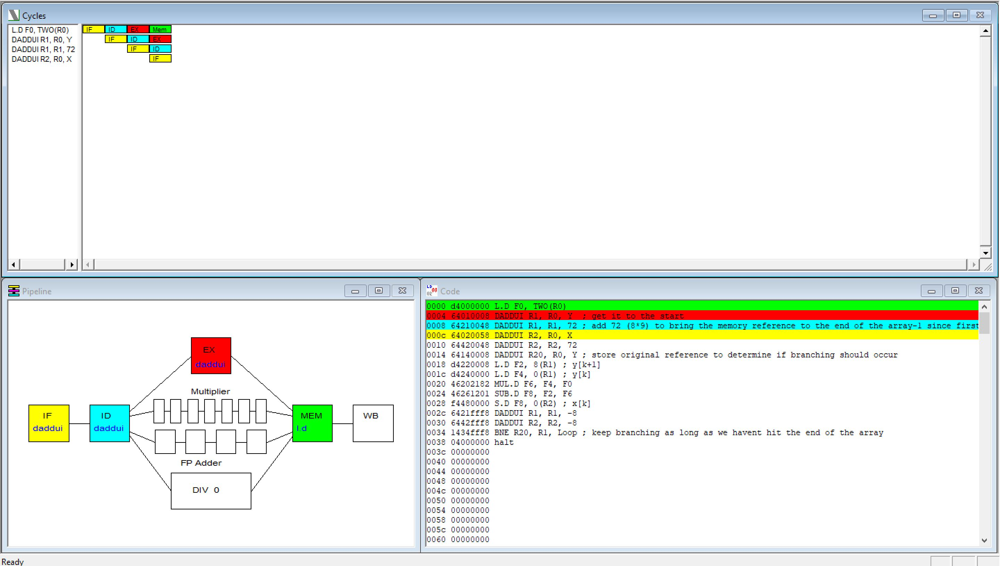 Cycles
L.D F0, TWO(R0)
IF ID EX Mem
DADDUI R1, R0, Y
IF ID EX
DADDUI R1, R1, 72
IF ID
DADDUI R2, R0, X
IF
Pipeline
EX
daddui
Multiplier
IF
daddui
ID
daddui
MEM
l.d
WB
FP Adder
DIV 0
Code
0000 d4000000 L.D F0, TWO(R0)
0004 64010008 DADDUI R1, R0, Y ; get it to the start
0008 64210048 DADDUI R1, R1, 72 ; add 72 (8*9) to bring the memory reference to the end of the array-1 since first
000c 64020058 DADDUI R2, R0, X
0010 64420048 DADDUI R2, R2, 72
0014 64140008 DADDUI R20, R0, Y ; store original reference to determine if branching should occur
0018 d4220008 L.D F2, 8(R1) ; y[k+1]
001c d4240000 L.D F4, 0(R1) ; y[k]
0020 46202182 MUL.D F6, F4, F0
0024 46261201 SUB.D F8, F2, F6
0028 f4480000 S.D F8, 0(R2) ; x[k]
002c 6421fff8 DADDUI R1, R1, -8
0030 6442fff8 DADDUI R2, R2, -8
0034 1434fff8 BNE R20, R1, Loop ; keep branching as long as we havent hit the end of the array
0038 04000000 halt
003c 00000000
0040 00000000
0044 00000000
0048 00000000
004c 00000000
0050 00000000
0054 00000000
0058 00000000
005c 00000000
0060 00000000
Ready